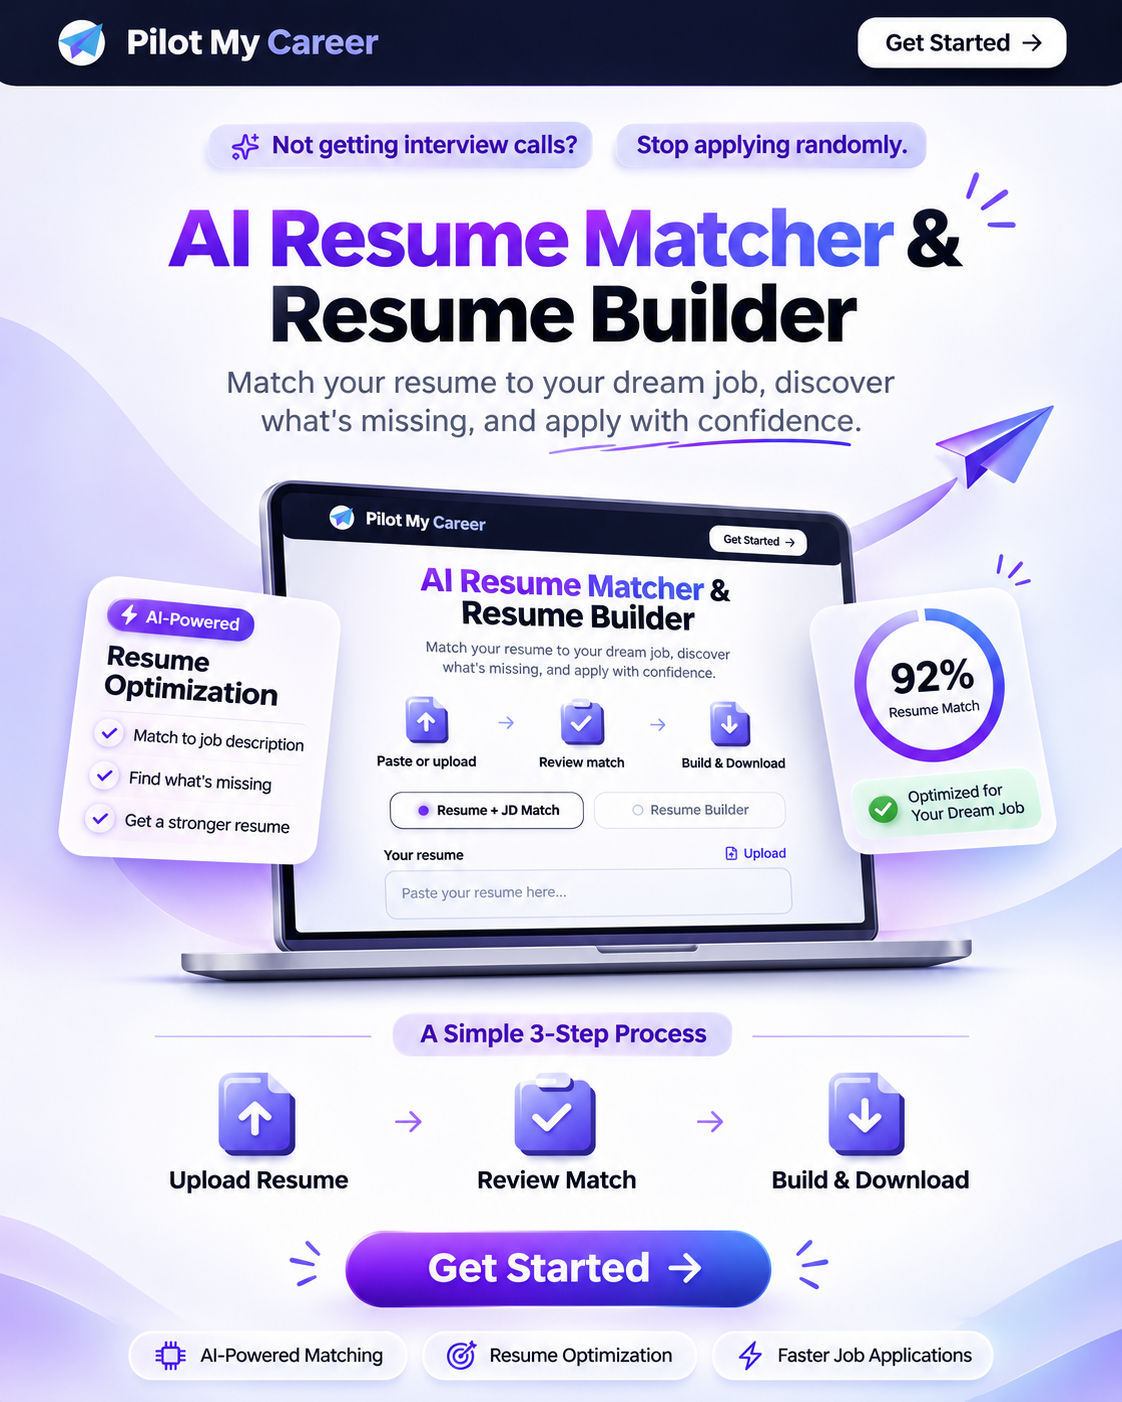 Pilot My Career
Get Started →
Not getting interview calls?
Stop applying randomly.
AI Resume Matcher &
Resume Builder
Match your resume to your dream job, discover
what's missing, and apply with confidence.
Pilot My Career
Get Started →
AI Resume Matcher &
Resume Builder
Match your resume to your dream job, discover
what's missing, and apply with confidence.
Paste or upload
Review match
Build & Download
Resume + JD Match
Resume Builder
Your resume
Upload
Paste your resume here...
AI-Powered
Resume
Optimization
Match to job description
Find what's missing
Get a stronger resume
92%
Resume Match
Optimized for
Your Dream Job
A Simple 3-Step Process
Upload Resume
Review Match
Build & Download
Get Started →
AI-Powered Matching
Resume Optimization
Faster Job Applications